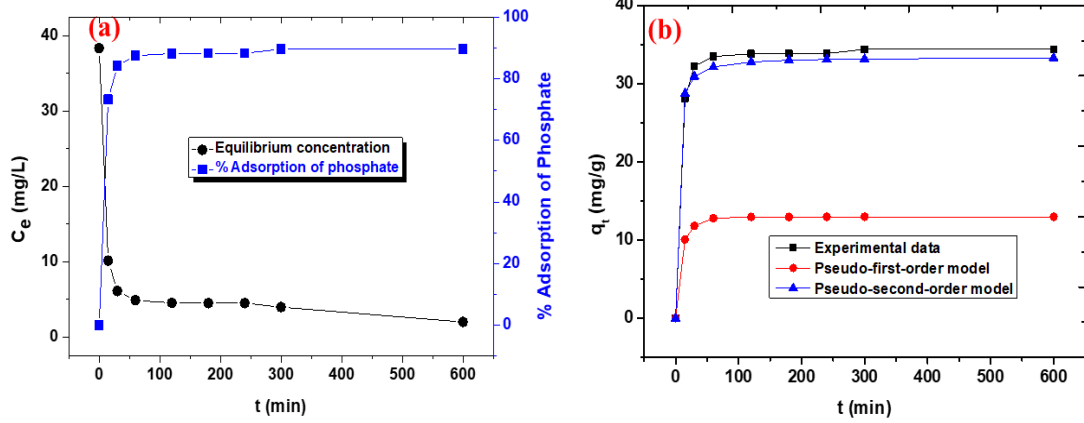 (a)
40
30
20
10
0
C_e (mg/L)
Equilibrium concentration
% Adsorption of phosphate
100
80
60
40
20
0
% Adsorption of Phosphate
0 100 200 300 400 500 600
t (min)
(b)
40
30
20
10
0
q_t (mg/g)
Experimental data
Pseudo-first-order model
Pseudo-second-order model
0 100 200 300 400 500 600
t (min)